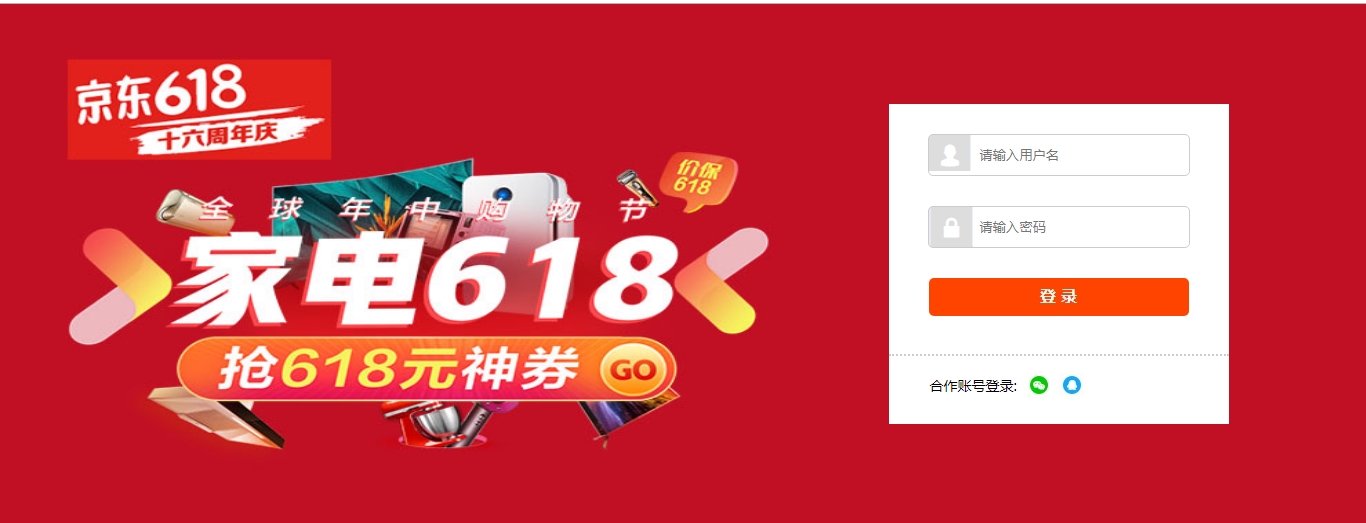 京东618
十六周年庆
价保
618
全球年中购物节
家电618
抢618元神券
GO
请输入用户名
请输入密码
登 录
合作账号登录: